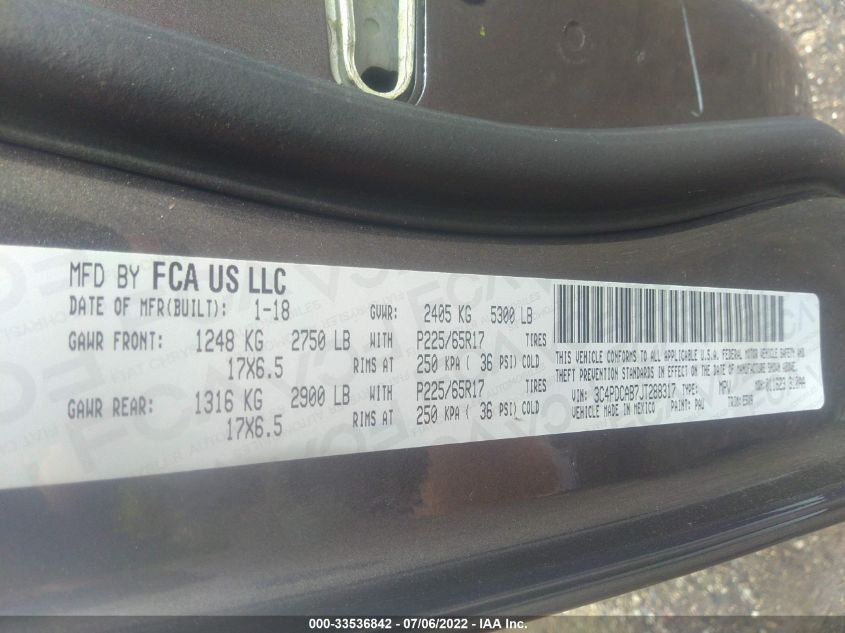 MFD BY FCA US LLC
DATE OF MFR(BUILT): 1-18 GVWR: 2405 KG 5300 LB
GAWR FRONT: 1248 KG 2750 LB WITH P225/65R17 TIRES
17X6.5 RIMS AT 250 KPA ( 36 PSI) COLD
GAWR REAR: 1316 KG 2900 LB WITH P225/65R17 TIRES
17X6.5 RIMS AT 250 KPA ( 36 PSI) COLD
THIS VEHICLE CONFORMS TO ALL APPLICABLE U.S.A. FEDERAL MOTOR VEHICLE SAFETY AND
THEFT PREVENTION STANDARDS IN EFFECT ON THE DATE OF MANUFACTURE SHOWN ABOVE.
VIN: 3C4PDCAB7JT288317 TYPE: MPV MDH:
VEHICLE MADE IN MEXICO PAINT: PAU TRIM:
000-33536842 - 07/06/2022 - IAA Inc.